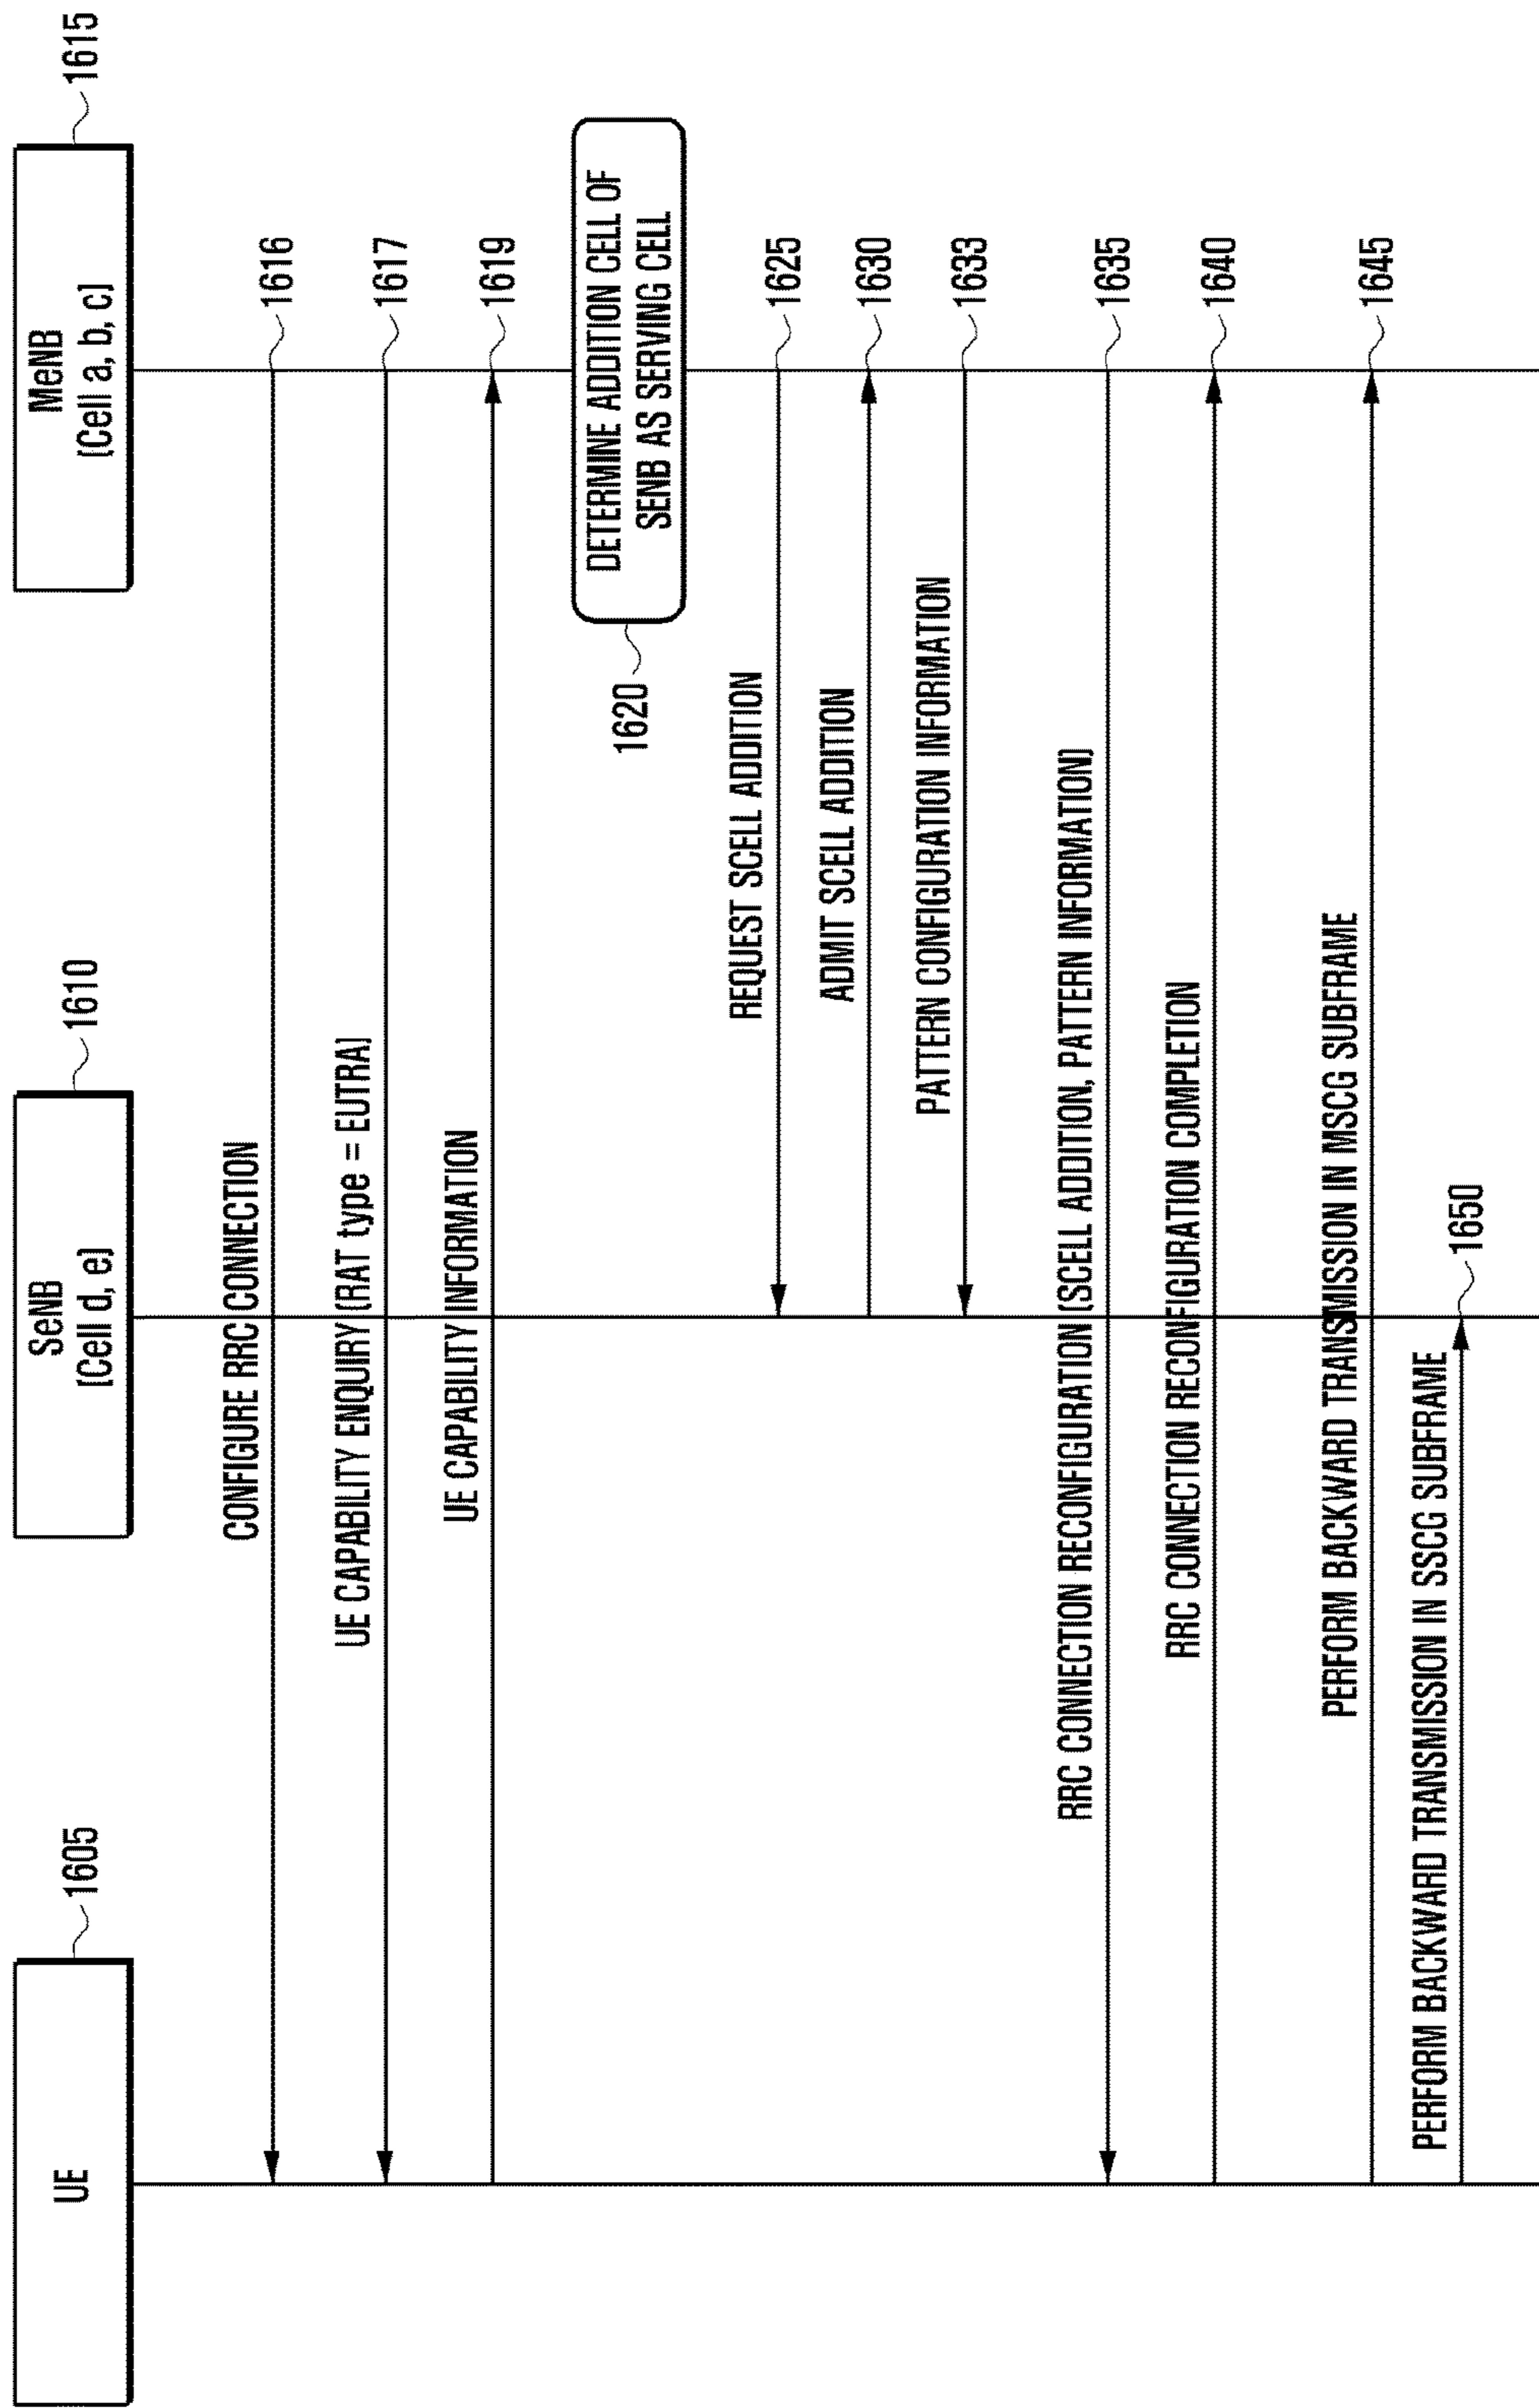 UE
1605
SeNB
[Cell d, e]
1610
MeNB
[Cell a, b, c]
1615
CONFIGURE RRC CONNECTION
1616
UE CAPABILITY ENQUIRY (RAT type = EUTRA)
1617
UE CAPABILITY INFORMATION
1619
1620
DETERMINE ADDITION CELL OF
SENB AS SERVING CELL
REQUEST SCELL ADDITION
1625
ADMIT SCELL ADDITION
1630
PATTERN CONFIGURATION INFORMATION
1633
RRC CONNECTION RECONFIGURATION (SCELL ADDITION, PATTERN INFORMATION)
1635
RRC CONNECTION RECONFIGURATION COMPLETION
1640
PERFORM BACKWARD TRANSMISSION IN MSCG SUBFRAME
1645
PERFORM BACKWARD TRANSMISSION IN SSCG SUBFRAME
1650